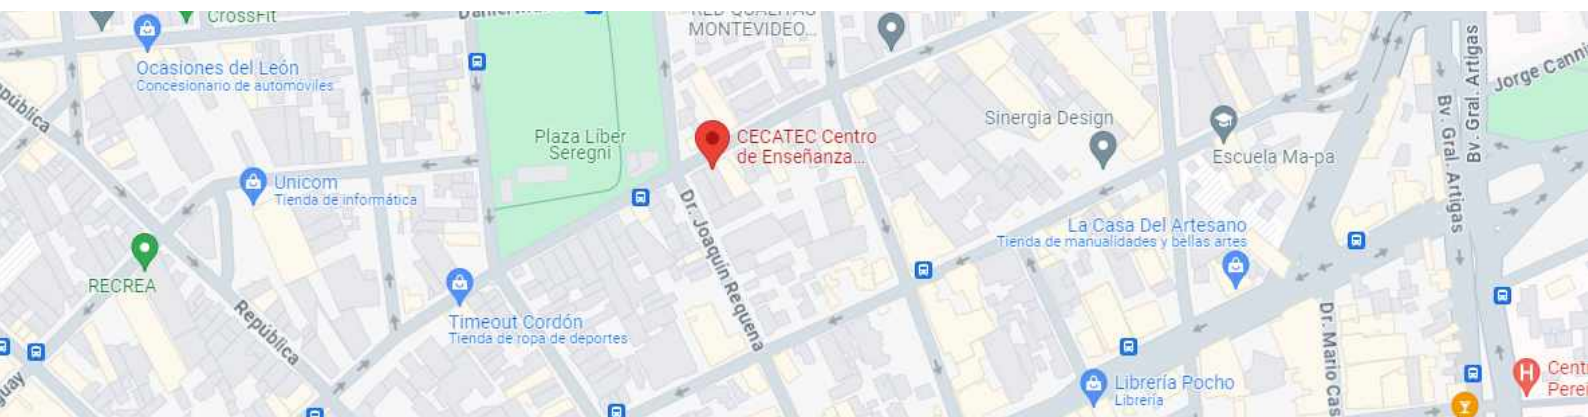 CrossFit
MONTEVIDEO...
Ocasiones del León
Concesionario de automóviles
República
Bv. Gral. Artigas
Bv. Gral. Artigas
Jorge Canni
Plaza Líber
Seregni
CECATEC Centro
de Enseñanza...
Sinergia Design
Escuela Ma-pa
Unicom
Tienda de informática
Dr. Joaquín Requena
La Casa Del Artesano
Tienda de manualidades y bellas artes
RECREA
República
Timeout Cordón
Tienda de ropa de deportes
Dr. Mario Cas
Librería Pocho
Librería
H
Cent
Perei
guay